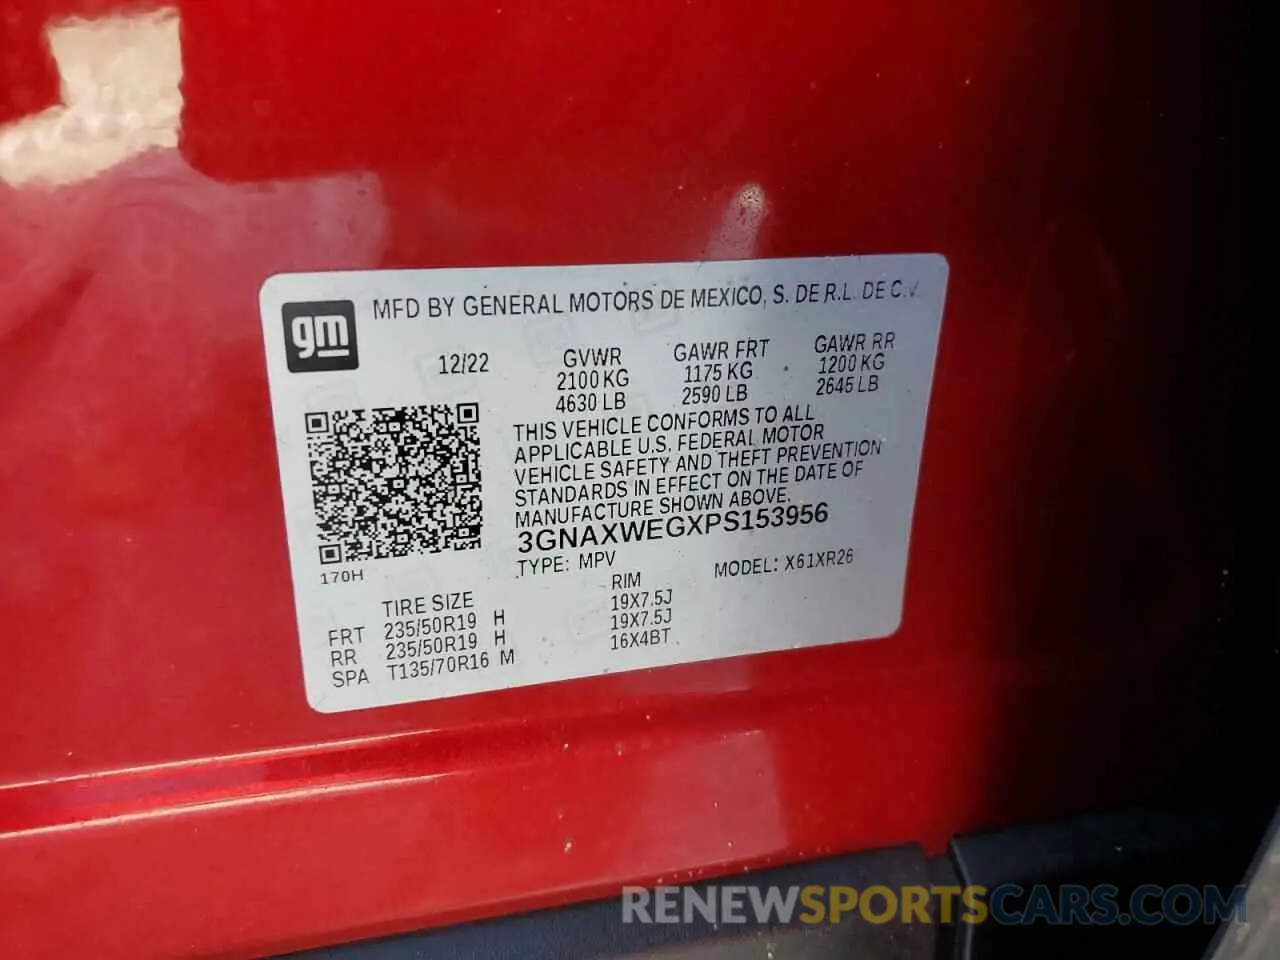 gm
MFD BY GENERAL MOTORS DE MEXICO, S. DE R.L. DE C.V.
12/22
GVWR
2100 KG
4630 LB
GAWR FRT
1175 KG
2590 LB
GAWR RR
1200 KG
2645 LB
THIS VEHICLE CONFORMS TO ALL
APPLICABLE U.S. FEDERAL MOTOR
VEHICLE SAFETY AND THEFT PREVENTION
STANDARDS IN EFFECT ON THE DATE OF
MANUFACTURE SHOWN ABOVE.
3GNAXWEGXPS153956
TYPE: MPV
MODEL: X61XR26
170H
TIRE SIZE RIM
FRT 235/50R19 H 19X7.5J
RR 235/50R19 H 19X7.5J
SPA T135/70R16 M 16X4BT
RENEWSPORTSCARS.COM